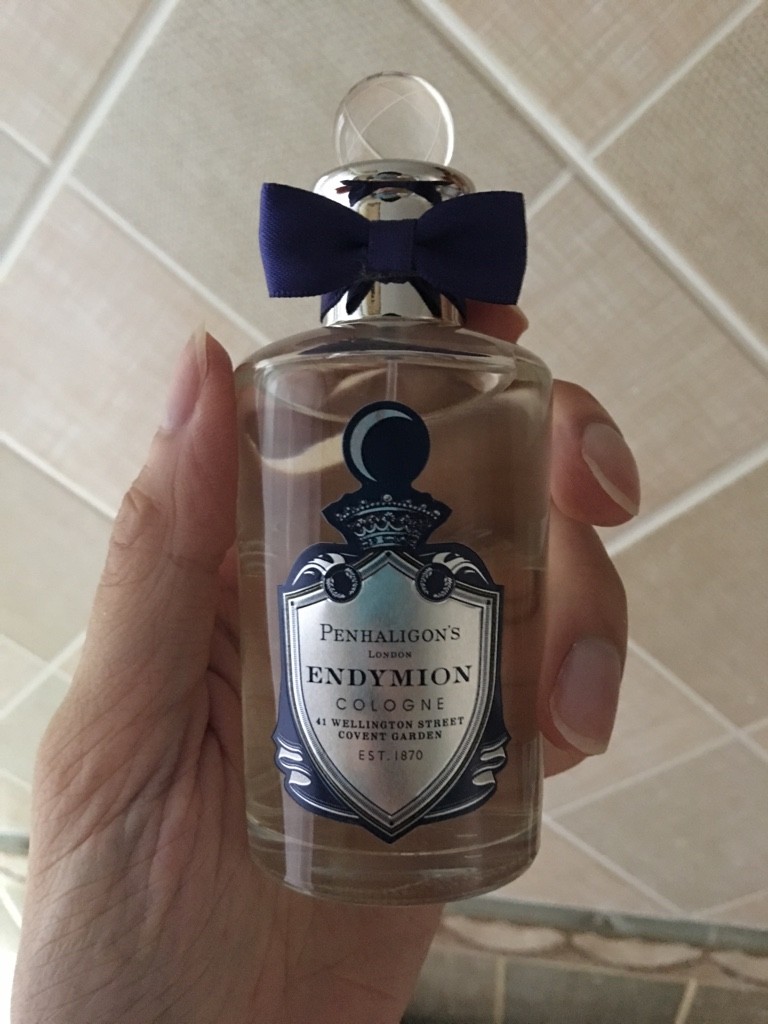 PENHALIGON'S
LONDON
ENDYMION
COLOGNE
41 WELLINGTON STREET
COVENT GARDEN
EST. 1870